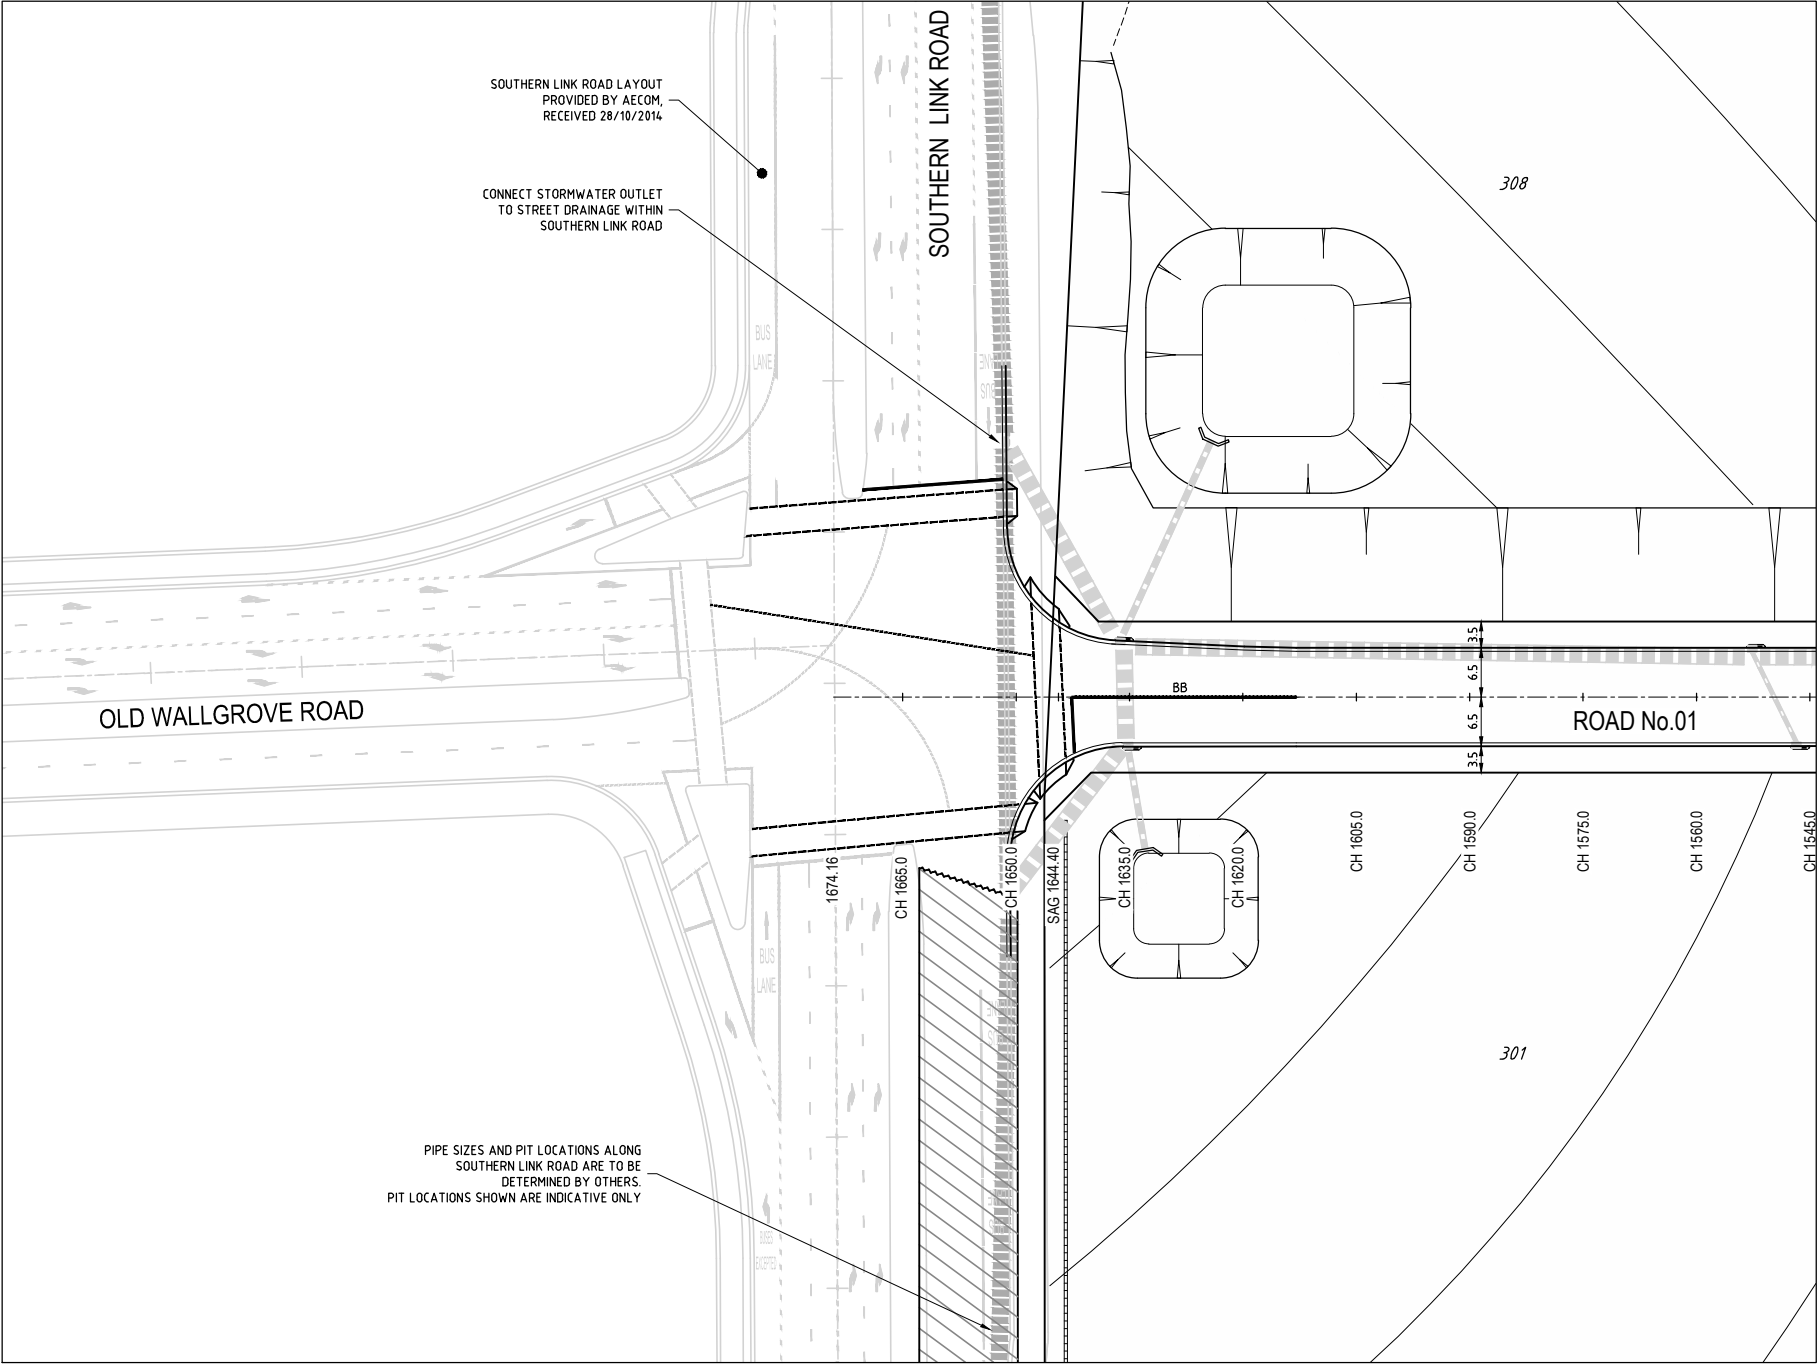 SOUTHERN LINK ROAD LAYOUT
PROVIDED BY AECOM,
RECEIVED 28/10/2014
CONNECT STORMWATER OUTLET
TO STREET DRAINAGE WITHIN
SOUTHERN LINK ROAD
SOUTHERN LINK ROAD
308
BUS
LANE
BUS
OLD WALLGROVE ROAD
BB
3.5
6.5
6.5
3.5
ROAD No.01
1674.16
CH 1665.0
CH 1650.0
SAG 1644.40
CH 1635.0
CH 1620.0
CH 1605.0
CH 1590.0
CH 1575.0
CH 1560.0
CH 1545.0
BUS
LANE
301
PIPE SIZES AND PIT LOCATIONS ALONG
SOUTHERN LINK ROAD ARE TO BE
DETERMINED BY OTHERS.
PIT LOCATIONS SHOWN ARE INDICATIVE ONLY
BUSES
EXCEPTED